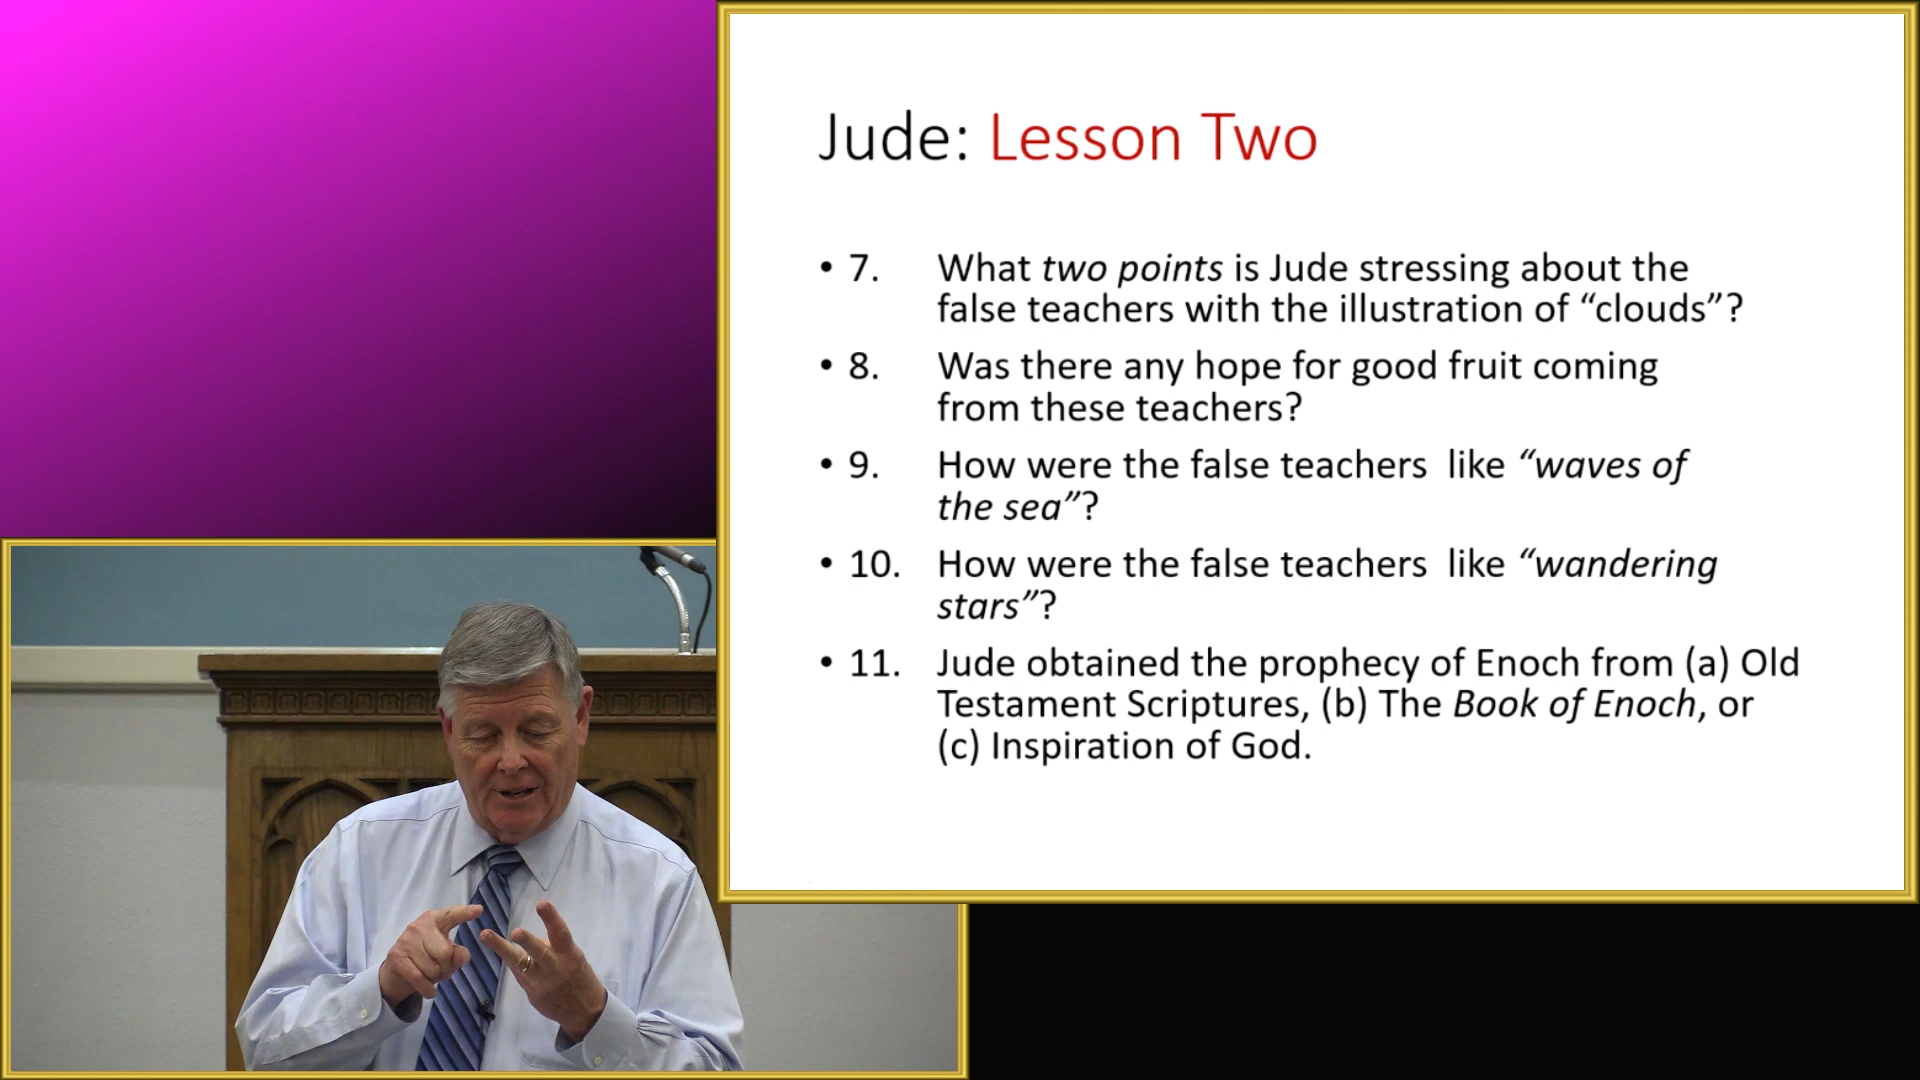 Jude: Lesson Two
• 7. What two points is Jude stressing about the
false teachers with the illustration of “clouds”?
• 8. Was there any hope for good fruit coming
from these teachers?
• 9. How were the false teachers like “waves of
the sea”?
• 10. How were the false teachers like “wandering
stars”?
• 11. Jude obtained the prophecy of Enoch from (a) Old
Testament Scriptures, (b) The Book of Enoch, or
(c) Inspiration of God.